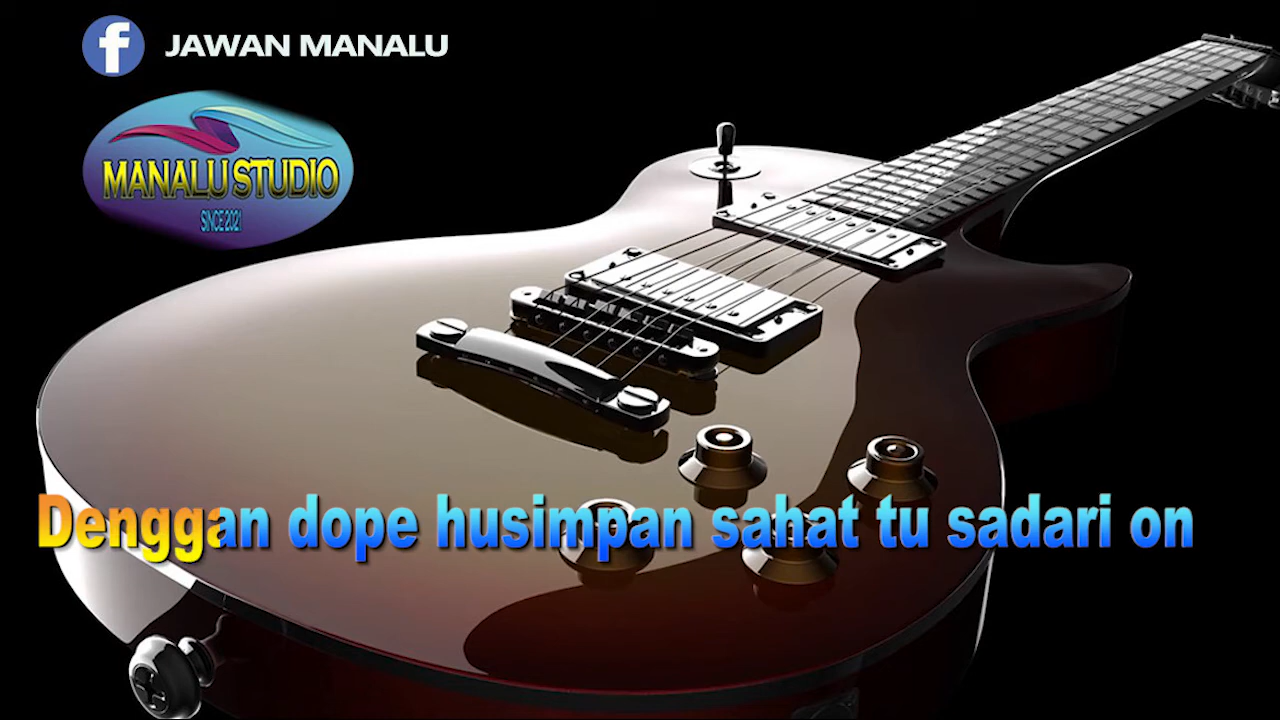 f JAWAN MANALU
MANALU STUDIO
SINCE 2021
Denggan dope husimpan sahat tu sadari on